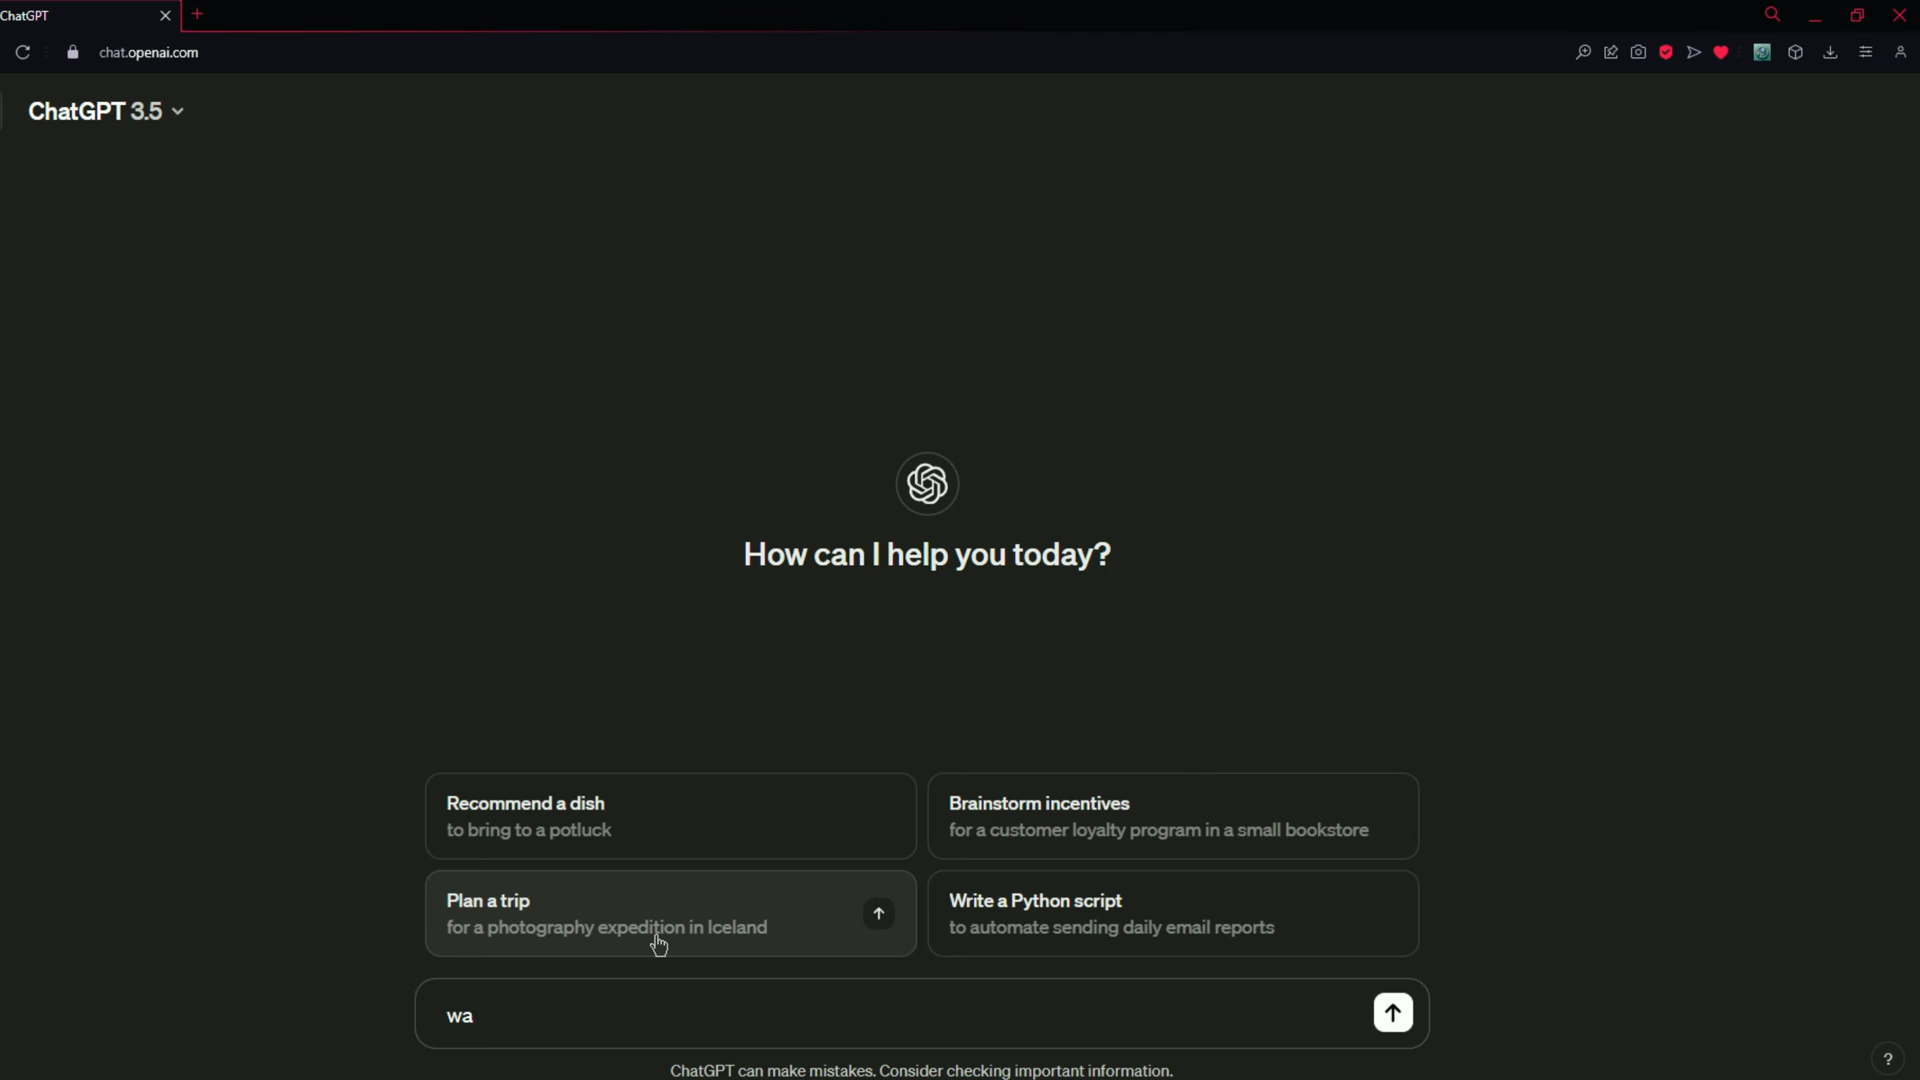 ChatGPT
chat.openai.com
ChatGPT 3.5
How can I help you today?
Recommend a dish
to bring to a potluck
Brainstorm incentives
for a customer loyalty program in a small bookstore
Plan a trip
for a photography expedition in Iceland
Write a Python script
to automate sending daily email reports
wa
ChatGPT can make mistakes. Consider checking important information.
?